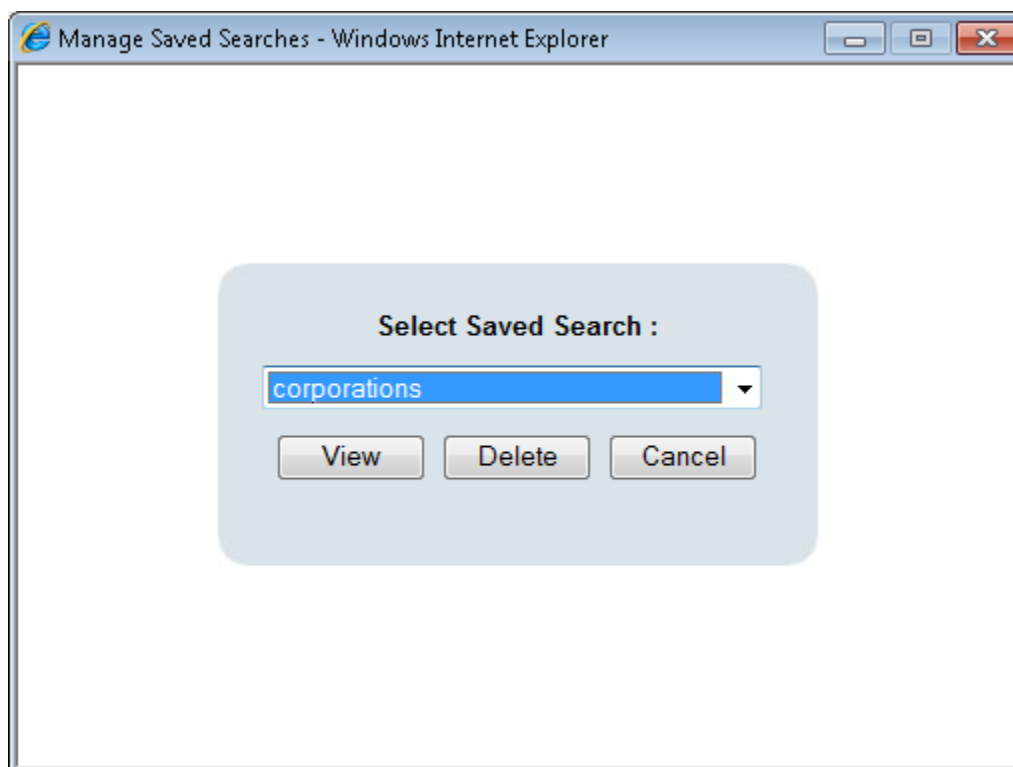 Manage Saved Searches - Windows Internet Explorer
Select Saved Search :
corporations
View Delete Cancel